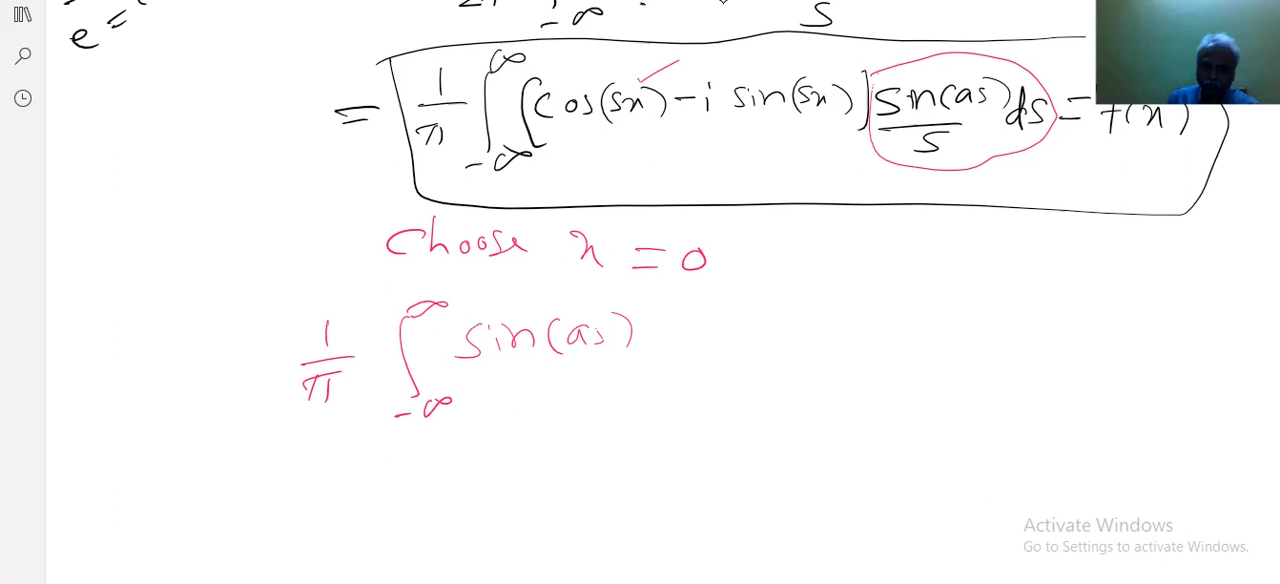 -∞ s
e =
= 1/π ∫_{-∞}^{∞} [cos(sx) - i sin(sx)] sin(as)/s ds = f(x)
Choose x = 0
1/π ∫_{-∞}^{∞} sin(as)
Activate Windows
Go to Settings to activate Windows.